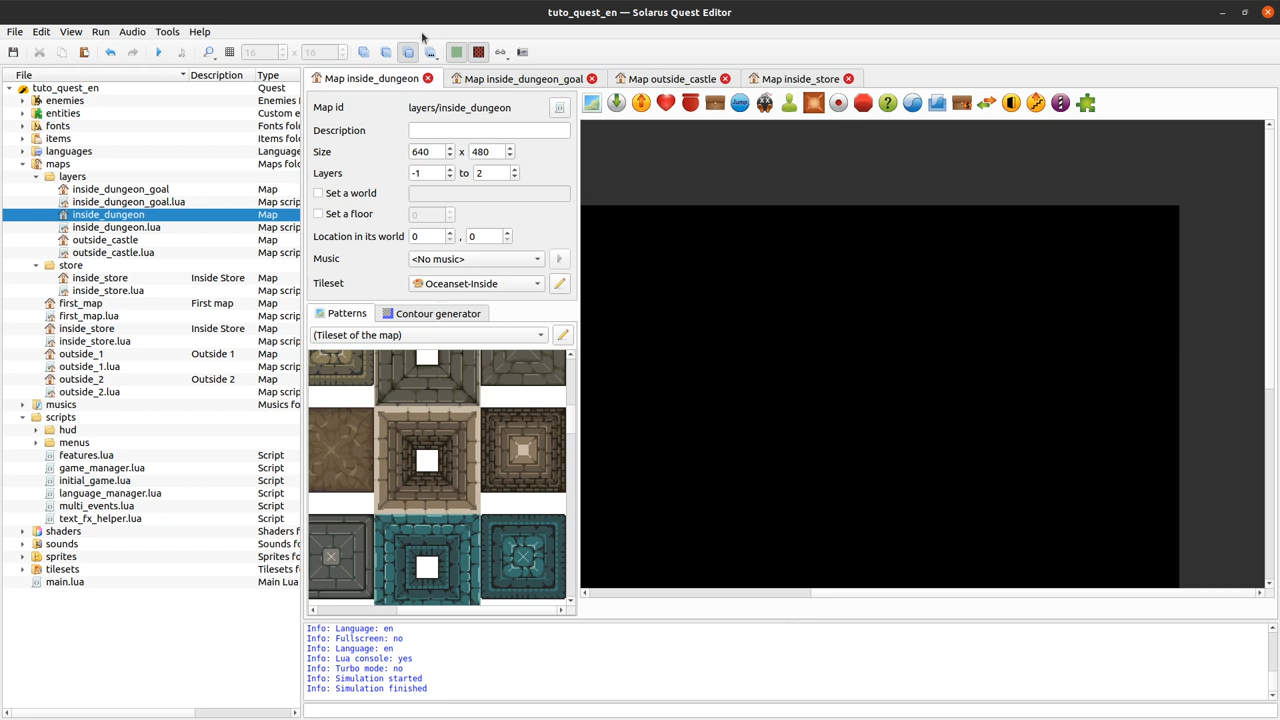 tuto_quest_en — Solarus Quest Editor
File Edit View Run Audio Tools Help
16 x 16
File Description Type
tuto_quest_en Quest
enemies Enemies
entities Custom e
fonts Fonts fol
items Items fold
languages Language
maps Maps fold
layers
inside_dungeon_goal Map
inside_dungeon_goal.lua Map scrip
inside_dungeon Map
inside_dungeon.lua Map scrip
outside_castle Map
outside_castle.lua Map scrip
store
inside_store Inside Store Map
inside_store.lua Map scrip
first_map First map Map
first_map.lua Map scrip
inside_store Inside Store Map
inside_store.lua Map scrip
outside_1 Outside 1 Map
outside_1.lua Map scrip
outside_2 Outside 2 Map
outside_2.lua Map scrip
musics Musics fo
scripts Scripts fo
hud
menus
features.lua Script
game_manager.lua Script
initial_game.lua Script
language_manager.lua Script
multi_events.lua Script
text_fx_helper.lua Script
shaders Shaders f
sounds Sounds fo
sprites Sprites fo
tilesets Tilesets fo
main.lua Main Lua
Map inside_dungeon Map inside_dungeon_goal Map outside_castle Map inside_store
Map id layers/inside_dungeon
Description
Size 640 x 480
Layers -1 to 2
Set a world
Set a floor 0
Location in its world 0 , 0
Music <No music>
Tileset Oceanset-Inside
Patterns Contour generator
(Tileset of the map)
Info: Language: en
Info: Fullscreen: no
Info: Language: en
Info: Lua console: yes
Info: Turbo mode: no
Info: Simulation started
Info: Simulation finished